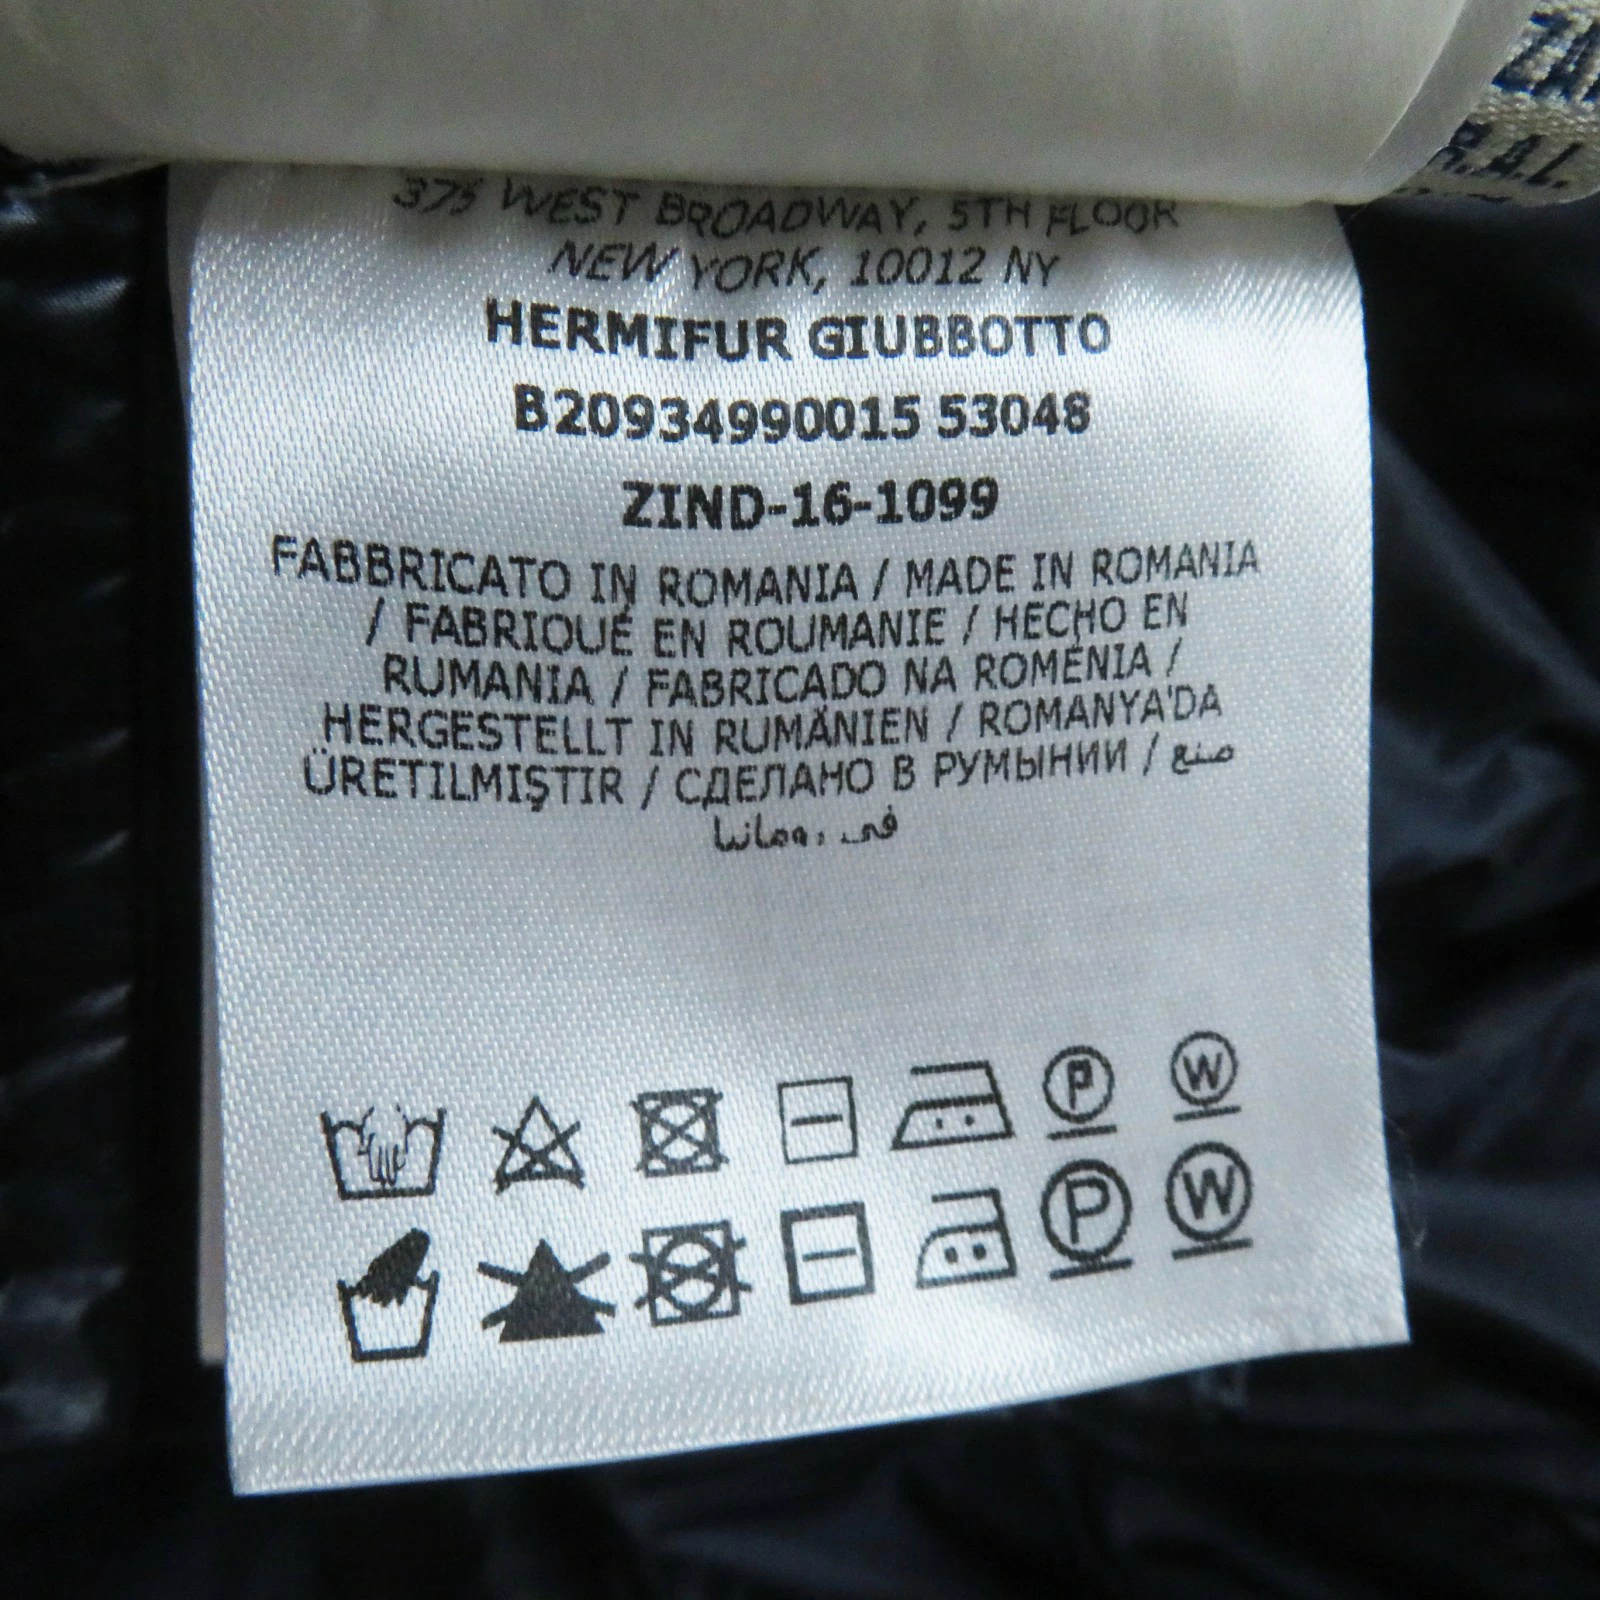 R.A.I.
375 WEST BROADWAY, 5TH FLOOR
NEW YORK, 10012 NY
HERMIFUR GIUBBOTTO
B20934990015 53048
ZIND-16-1099
FABBRICATO IN ROMANIA / MADE IN ROMANIA
/ FABRIQUÉ EN ROUMANIE / HECHO EN
RUMANIA / FABRICADO NA ROMÉNIA /
HERGESTELLT IN RUMÄNIEN / ROMANYA'DA
ÜRETILMIŞTIR / СДЕЛАНО В РУМЫНИИ / صنع
في رومانيا
P W
P W